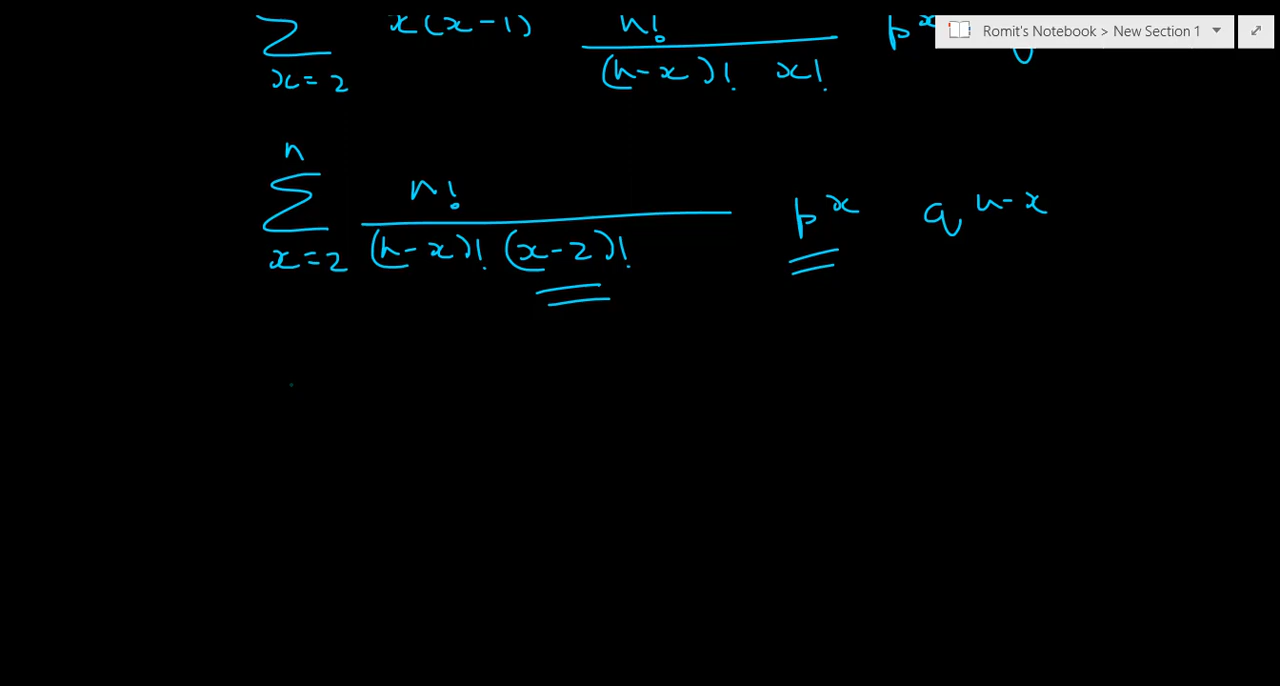 Romit's Notebook > New Section 1
∑ x(x-1) n! p^x q
x=2 (n-x)! x!
n
∑ n! p^x q^n-x
x=2 (n-x)! (x-2)!